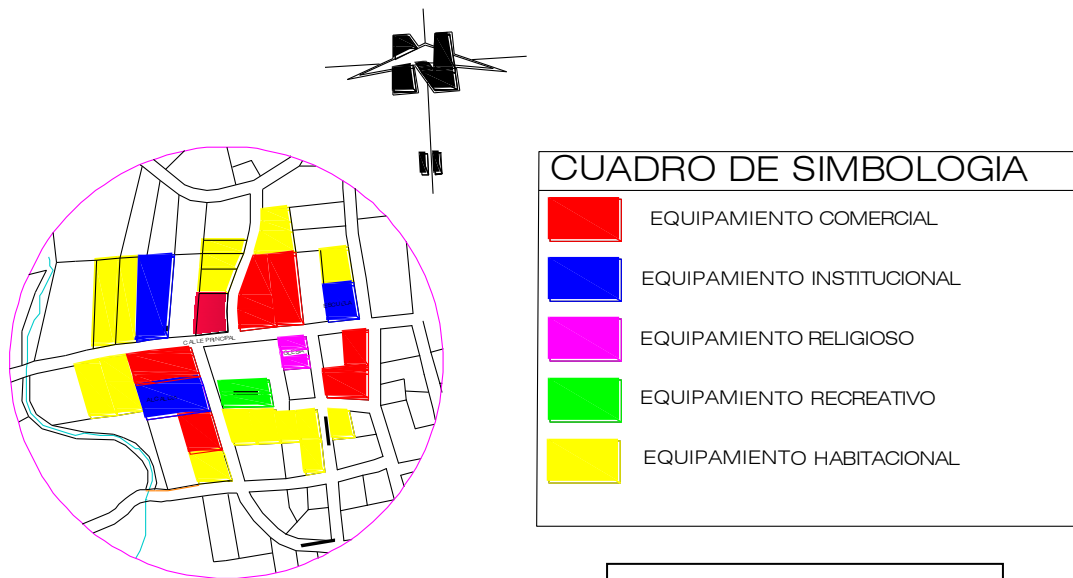 CUADRO DE SIMBOLOGIA
EQUIPAMIENTO COMERCIAL
EQUIPAMIENTO INSTITUCIONAL
EQUIPAMIENTO RELIGIOSO
EQUIPAMIENTO RECREATIVO
EQUIPAMIENTO HABITACIONAL
CALLE PRINCIPAL